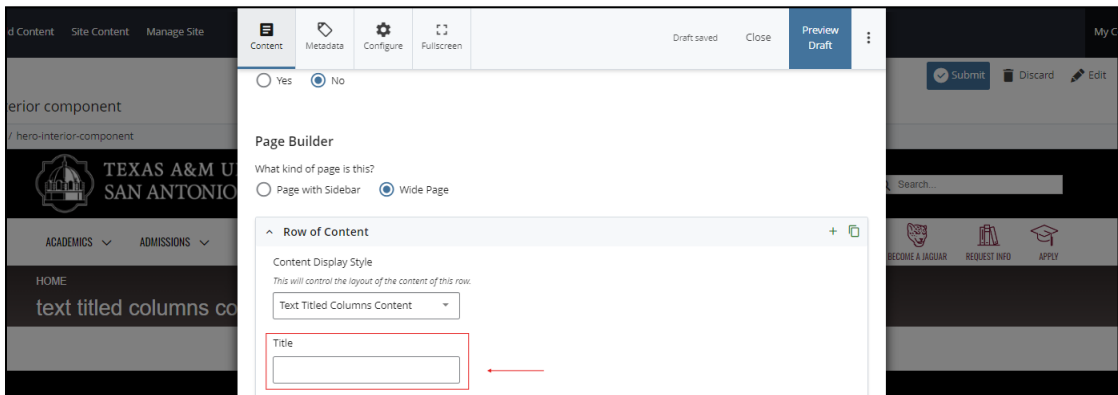 d Content Site Content Manage Site
Content Metadata Configure Fullscreen
Draft saved Close Preview Draft
My C
Yes No
Submit Discard Edit
erior component
/ hero-interior-component
Page Builder
What kind of page is this?
Page with Sidebar Wide Page
TEXAS A&M U
SAN ANTONIO
Search...
Row of Content
ACADEMICS ADMISSIONS
BECOME A JAGUAR REQUEST INFO APPLY
Content Display Style
This will control the layout of the content of this row.
Text Titled Columns Content
HOME
text titled columns co
Title